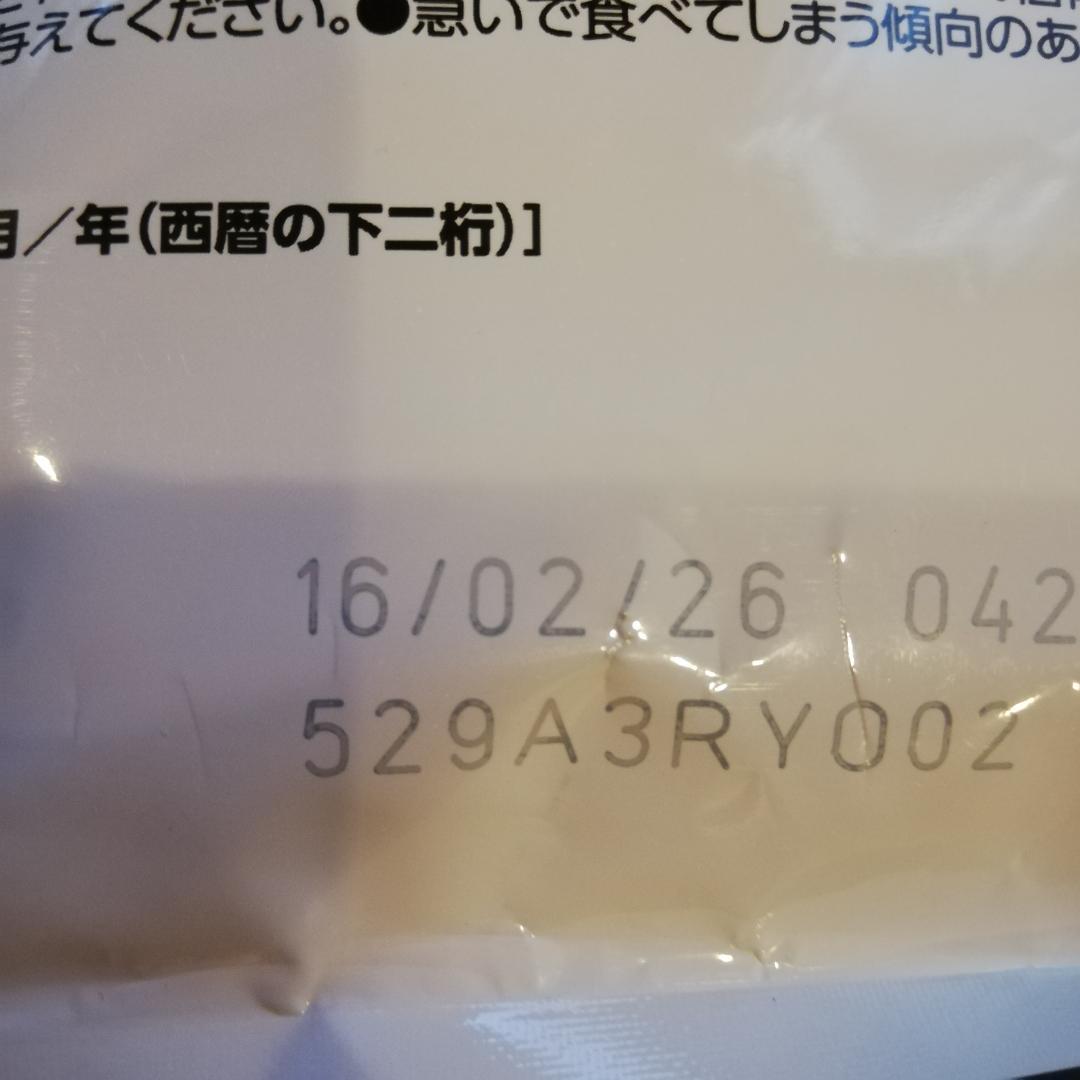 与えてください。●急いで食べてしまう傾向のあ
月／年(西暦の下二桁)]
16/02/26 042
529A3RY002